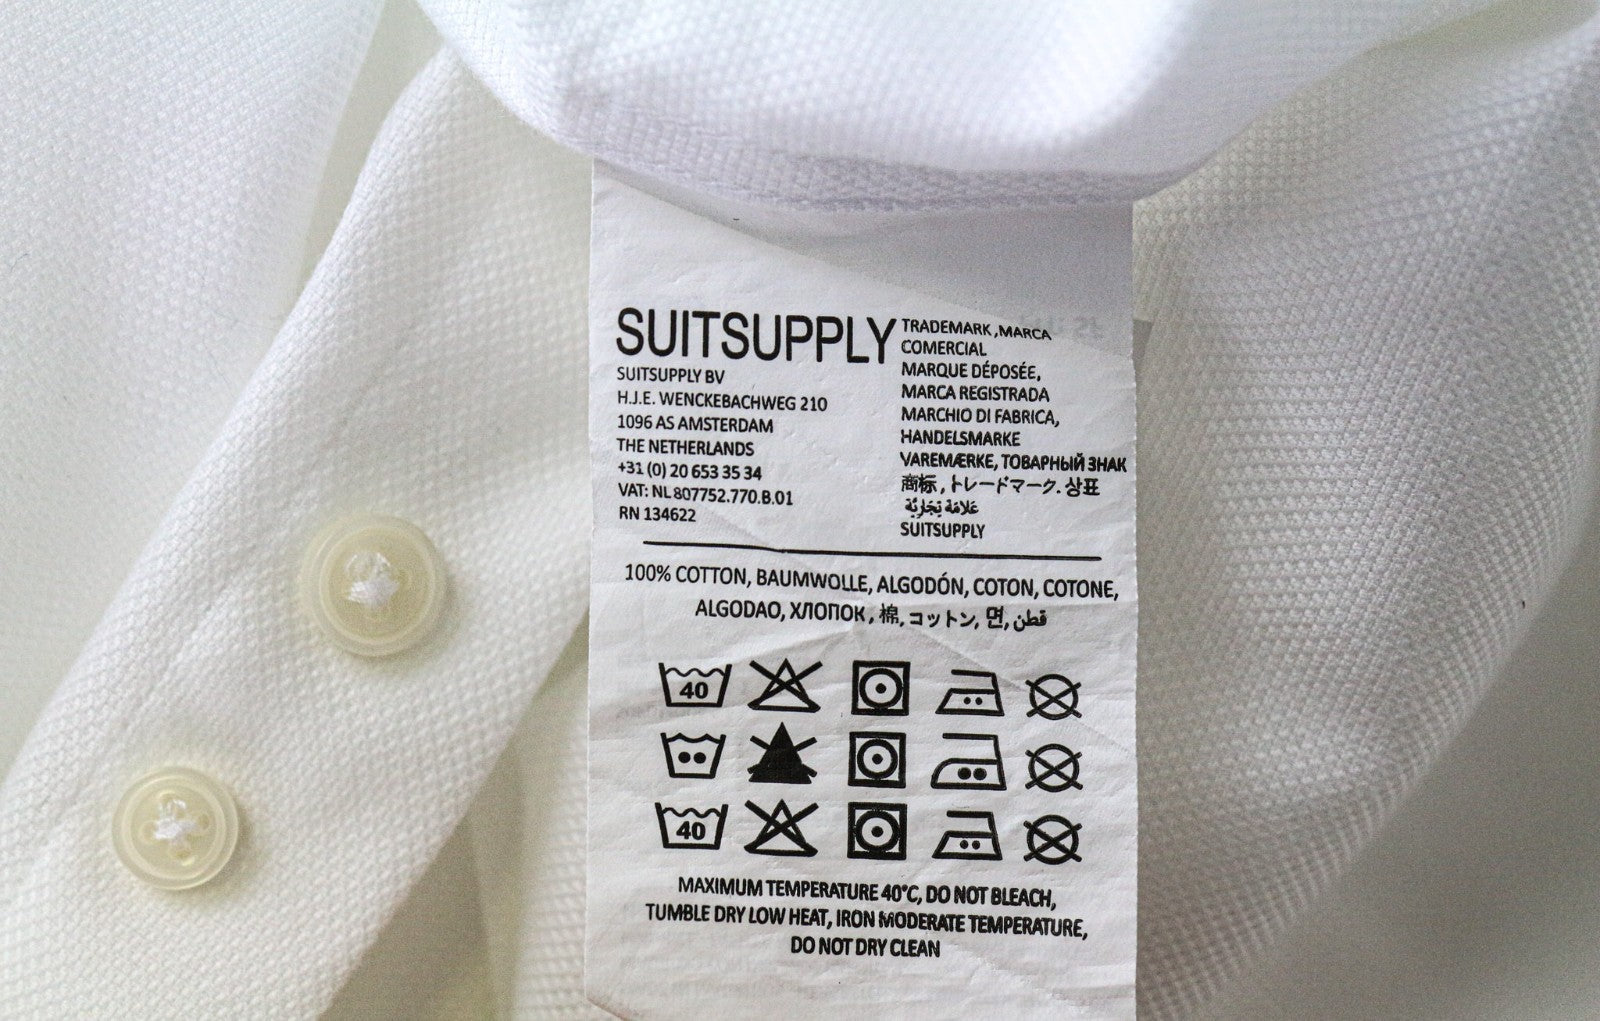 SUITSUPPLY
SUITSUPPLY BV
H.J.E. WENCKEBACHWEG 210
1096 AS AMSTERDAM
THE NETHERLANDS
+31 (0) 20 653 35 34
VAT: NL 807752.770.B.01
RN 134622
TRADEMARK ,MARCA
COMERCIAL
MARQUE DÉPOSÉE,
MARCA REGISTRADA
MARCHIO DI FABRICA,
HANDELSMARKE
VAREMÆRKE, ТОВАРНЫЙ ЗНАК
商标 , トレードマーク. 상표
عَلامَة تِجَارِيَّة
SUITSUPPLY
100% COTTON, BAUMWOLLE, ALGODÓN, COTON, COTONE,
ALGODAO, ХЛОПОК , 棉, コットン, 면, قطن
40
40
MAXIMUM TEMPERATURE 40°C, DO NOT BLEACH,
TUMBLE DRY LOW HEAT, IRON MODERATE TEMPERATURE,
DO NOT DRY CLEAN